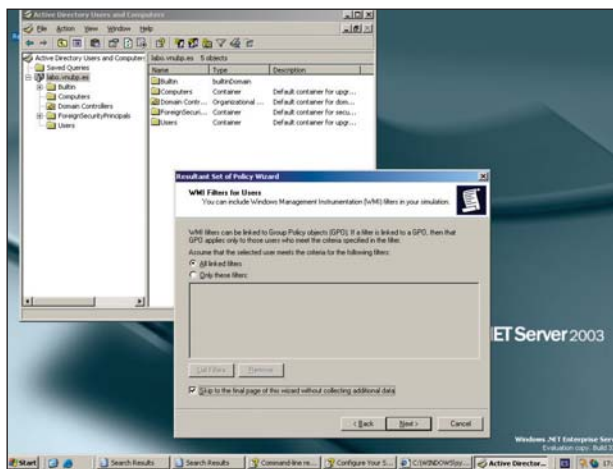 Active Directory Users and Computers
File Action View Window Help
Active Directory Users and Computers
Saved Queries
labo.vnubp.es
Builtin
Computers
Domain Controllers
ForeignSecurityPrincipals
Users
labo.vnubp.es 5 objects
Name Type Description
Builtin builtinDomain
Computers Container Default container for upgr...
Domain Contr... Organizational ... Default container for dom...
ForeignSecuri... Container Default container for secu...
Users Container Default container for upgr...
Resultant Set of Policy Wizard
WMI Filters for Users
You can include Windows Management Instrumentation (WMI) filters in your simulation.
WMI filters can be linked to Group Policy objects (GPO). If a filter is linked to a GPO, then that
GPO applies only to those users who meet the criteria specified in the filter.
Assume that the selected user meets the criteria for the following filters:
All linked filters
Only these filters:
List Filters Remove
Skip to the final page of this wizard without collecting additional data
< Back Next > Cancel
.NET Server 2003
Windows .NET Enterprise Ser
Evaluation copy. Build
Start Search Results Search Results Command-line re... Configure Your S... C:\WINDOWS\ Active Director...